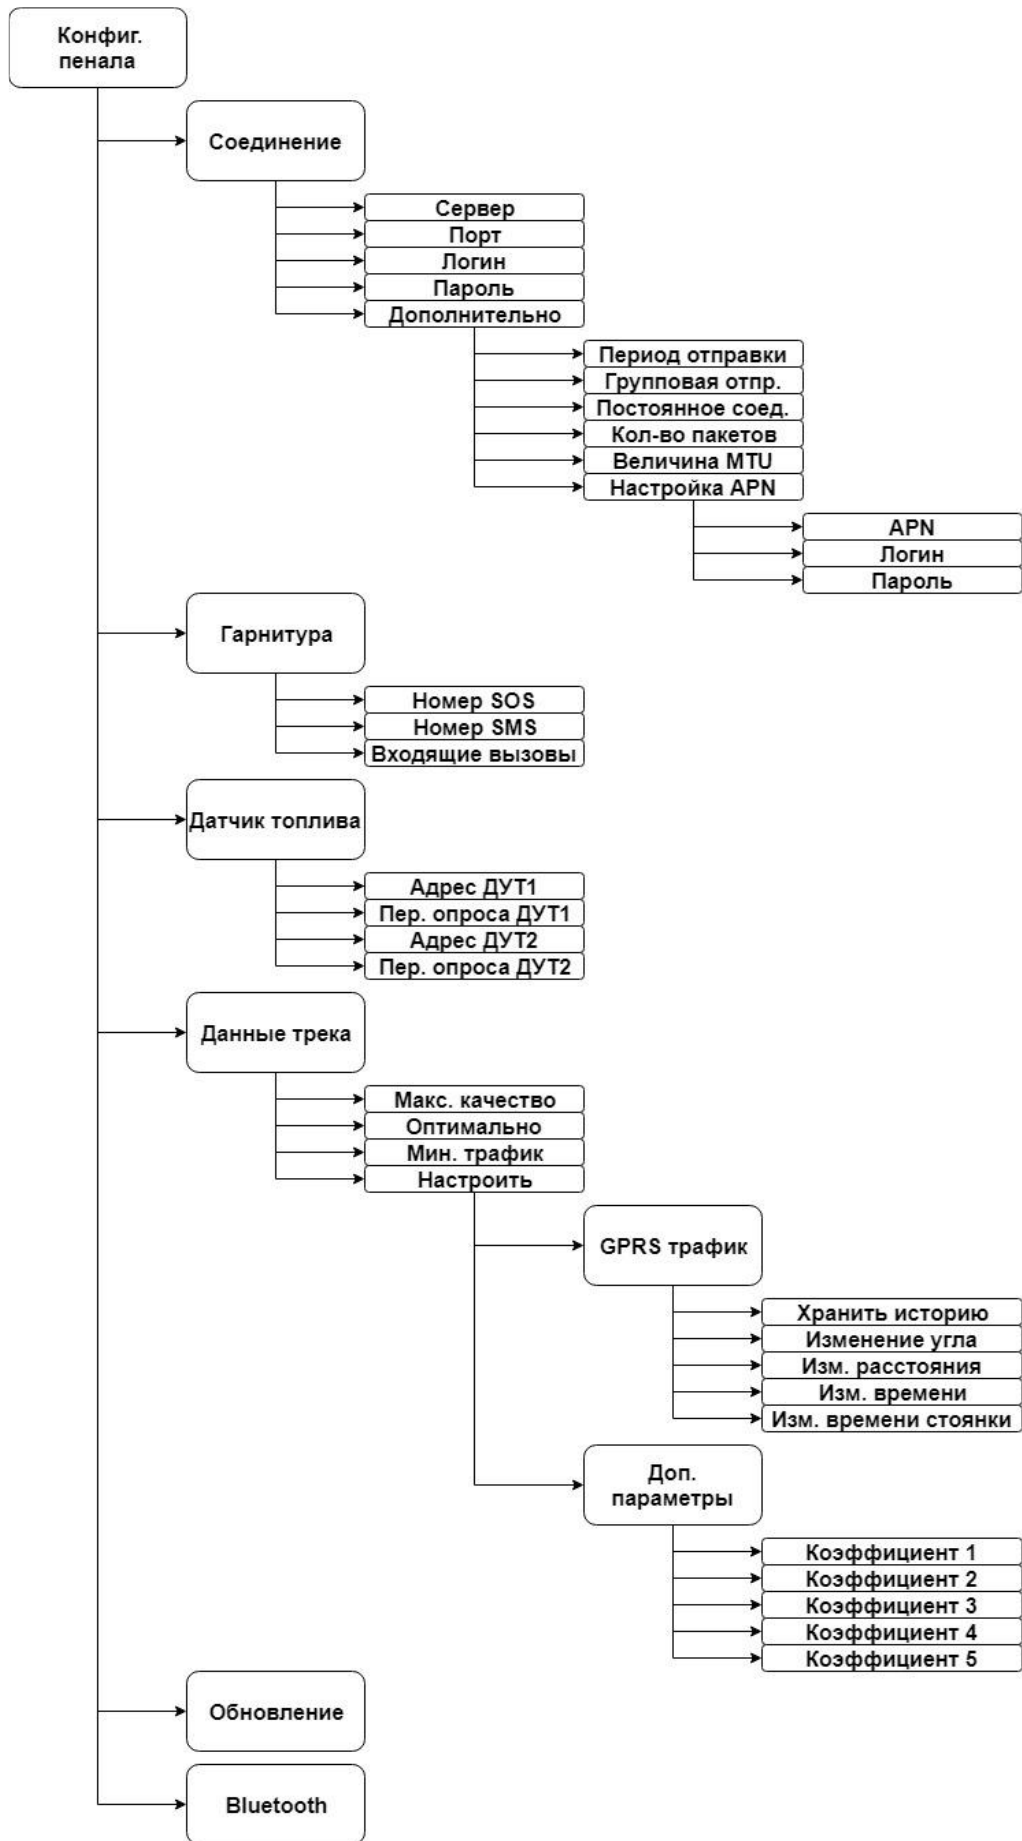 Конфиг.
пенала
Соединение
Сервер
Порт
Логин
Пароль
Дополнительно
Период отправки
Групповая отпр.
Постоянное соед.
Кол-во пакетов
Величина MTU
Настройка APN
APN
Логин
Пароль
Гарнитура
Номер SOS
Номер SMS
Входящие вызовы
Датчик топлива
Адрес ДУТ1
Пер. опроса ДУТ1
Адрес ДУТ2
Пер. опроса ДУТ2
Данные трека
Макс. качество
Оптимально
Мин. трафик
Настроить
GPRS трафик
Хранить историю
Изменение угла
Изм. расстояния
Изм. времени
Изм. времени стоянки
Доп.
параметры
Коэффициент 1
Коэффициент 2
Коэффициент 3
Коэффициент 4
Коэффициент 5
Обновление
Bluetooth